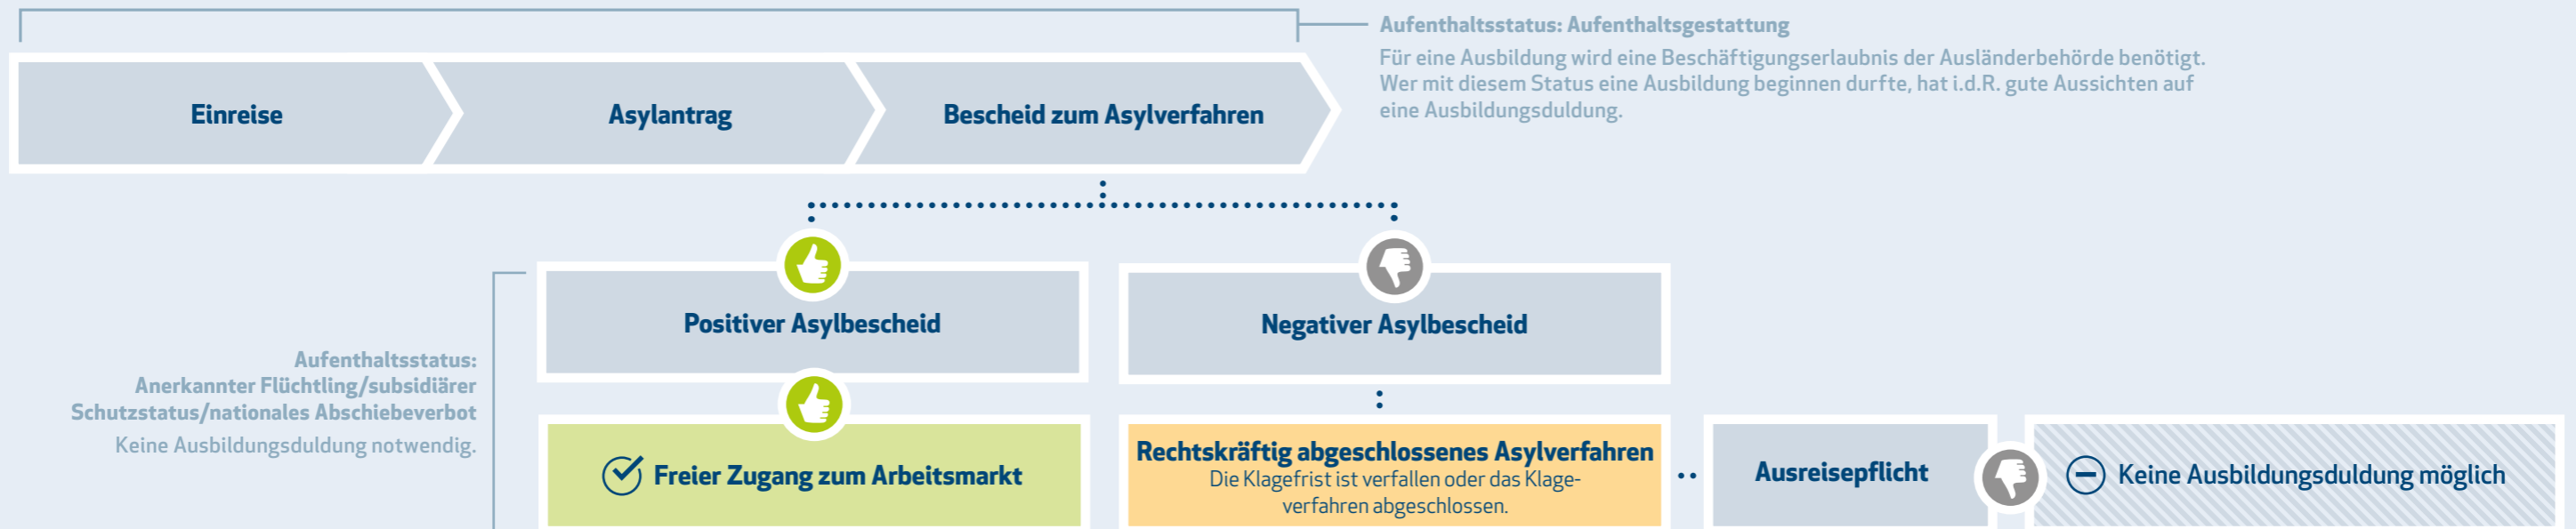 Aufenthaltsstatus: Aufenthaltsgestattung
Für eine Ausbildung wird eine Beschäftigungserlaubnis der Ausländerbehörde benötigt.
Wer mit diesem Status eine Ausbildung beginnen durfte, hat i.d.R. gute Aussichten auf
eine Ausbildungsduldung.
Einreise
Asylantrag
Bescheid zum Asylverfahren
Positiver Asylbescheid
Negativer Asylbescheid
Aufenthaltsstatus:
Anerkannter Flüchtling/subsidiärer
Schutzstatus/nationales Abschiebeverbot
Keine Ausbildungsduldung notwendig.
Freier Zugang zum Arbeitsmarkt
Rechtskräftig abgeschlossenes Asylverfahren
Die Klagefrist ist verfallen oder das Klage-
verfahren abgeschlossen.
Ausreisepflicht
Keine Ausbildungsduldung möglich